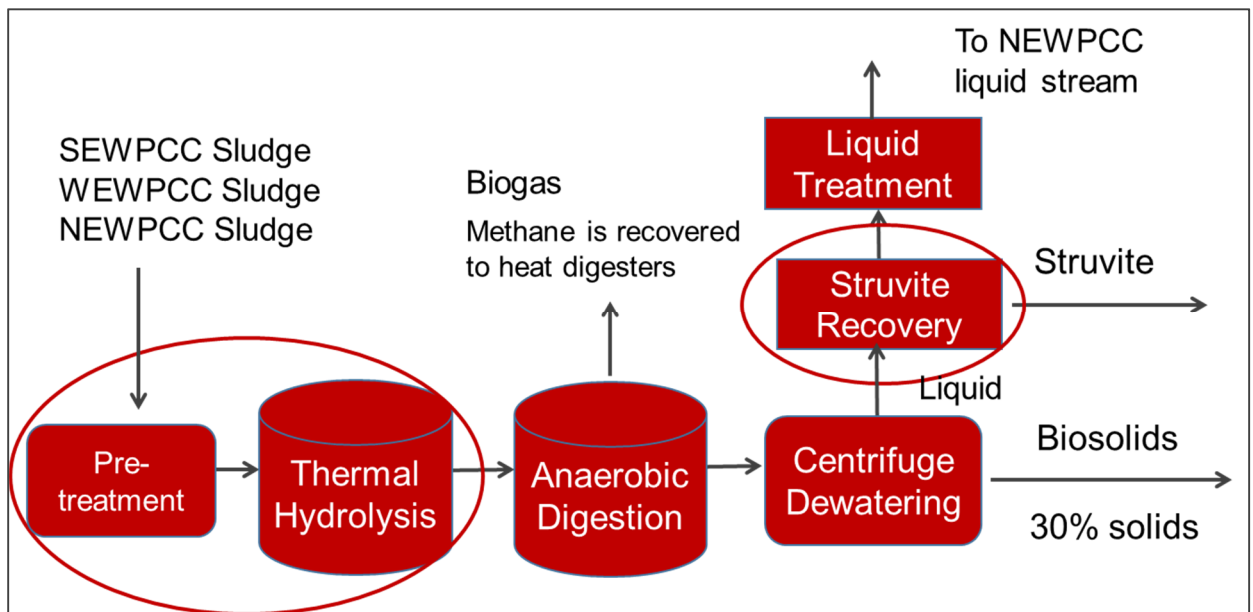 SEWPCC Sludge
WEWPCC Sludge
NEWPCC Sludge
Pre-
treatment
Thermal
Hydrolysis
Biogas
Methane is recovered
to heat digesters
Anaerobic
Digestion
Centrifuge
Dewatering
Biosolids
30% solids
Liquid
Struvite
Recovery
Struvite
Liquid
Treatment
To NEWPCC
liquid stream